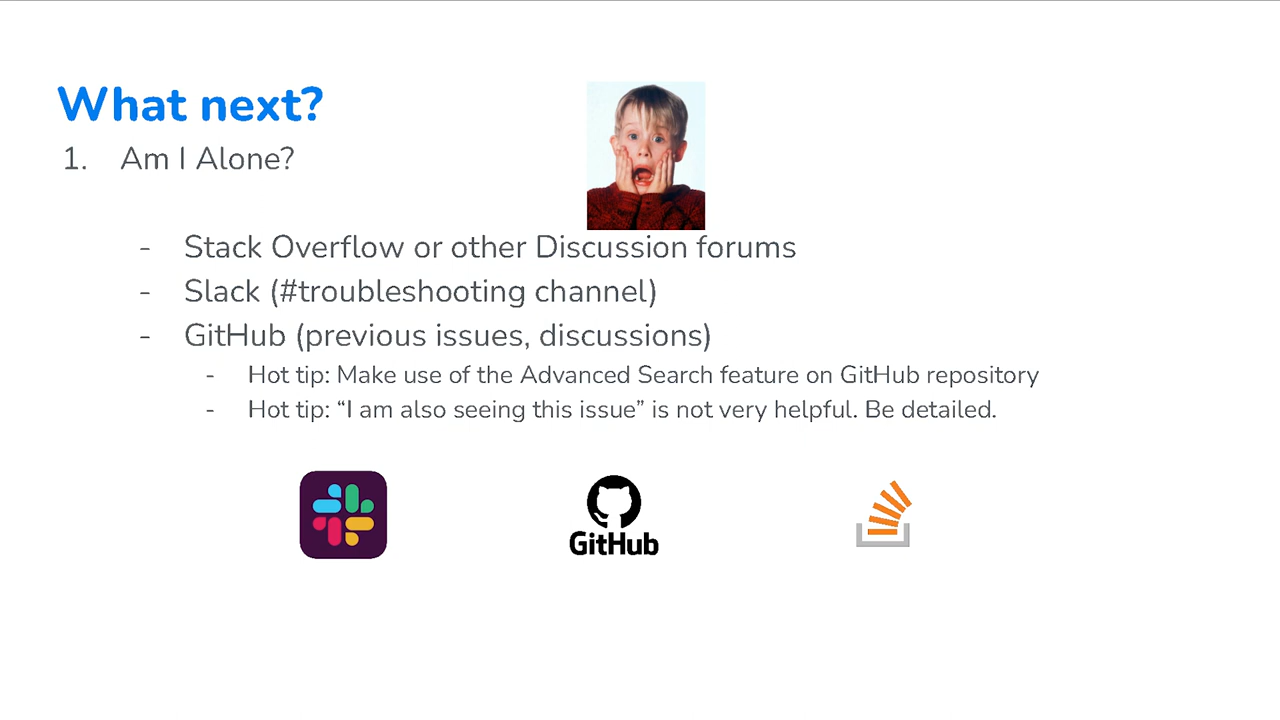 What next?
1. Am I Alone?
- Stack Overflow or other Discussion forums
- Slack (#troubleshooting channel)
- GitHub (previous issues, discussions)
- Hot tip: Make use of the Advanced Search feature on GitHub repository
- Hot tip: “I am also seeing this issue” is not very helpful. Be detailed.
GitHub